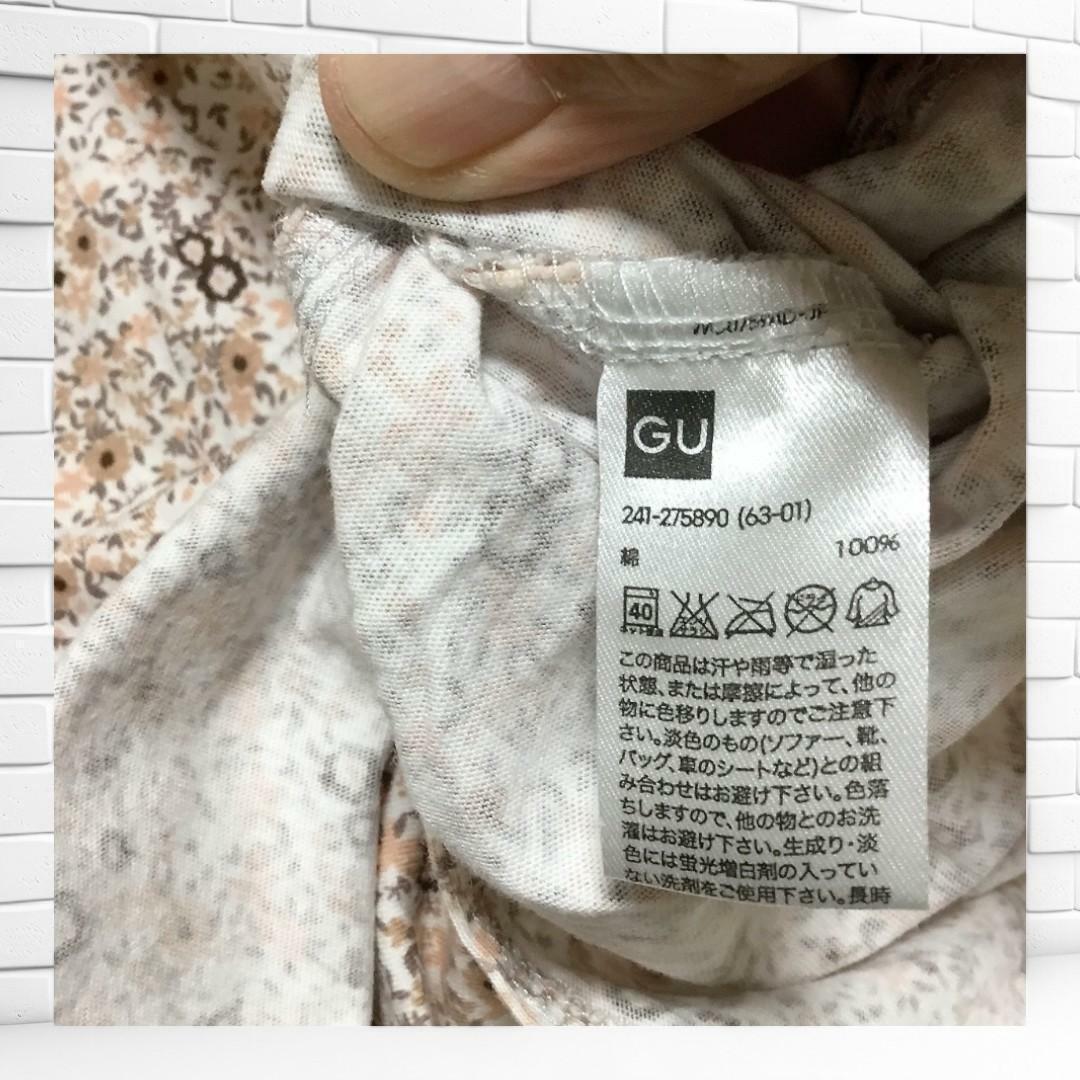 GU
241-275890 (63-01)
綿 100%
40
この商品は汗や雨等で湿った
状態、または摩擦によって、他の
物に色移りしますのでご注意下
さい。淡色のもの(ソファー、靴、
バッグ、車のシートなど)との組
み合わせはお避け下さい。色落
ちしますので、他の物とのお洗
濯はお避け下さい。生成り・淡
色には蛍光増白剤の入ってい
ない洗剤をご使用下さい。長時